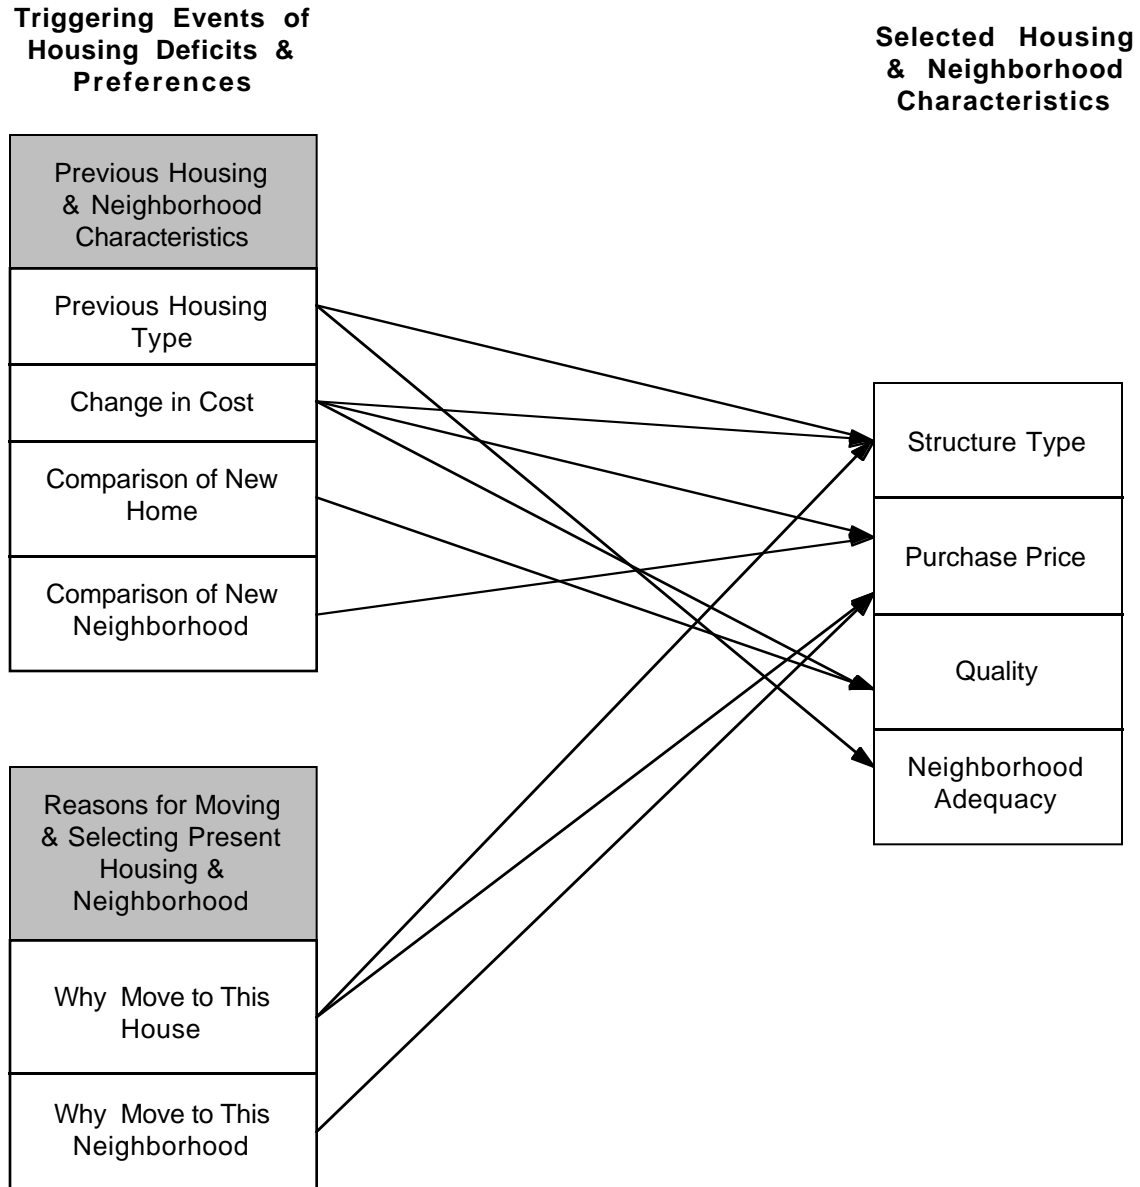 Triggering Events of
Housing Deficits &
Preferences
Selected Housing
& Neighborhood
Characteristics
Previous Housing
& Neighborhood
Characteristics
Previous Housing
Type
Change in Cost
Comparison of New
Home
Comparison of New
Neighborhood
Structure Type
Purchase Price
Quality
Neighborhood
Adequacy
Reasons for Moving
& Selecting Present
Housing &
Neighborhood
Why Move to This
House
Why Move to This
Neighborhood